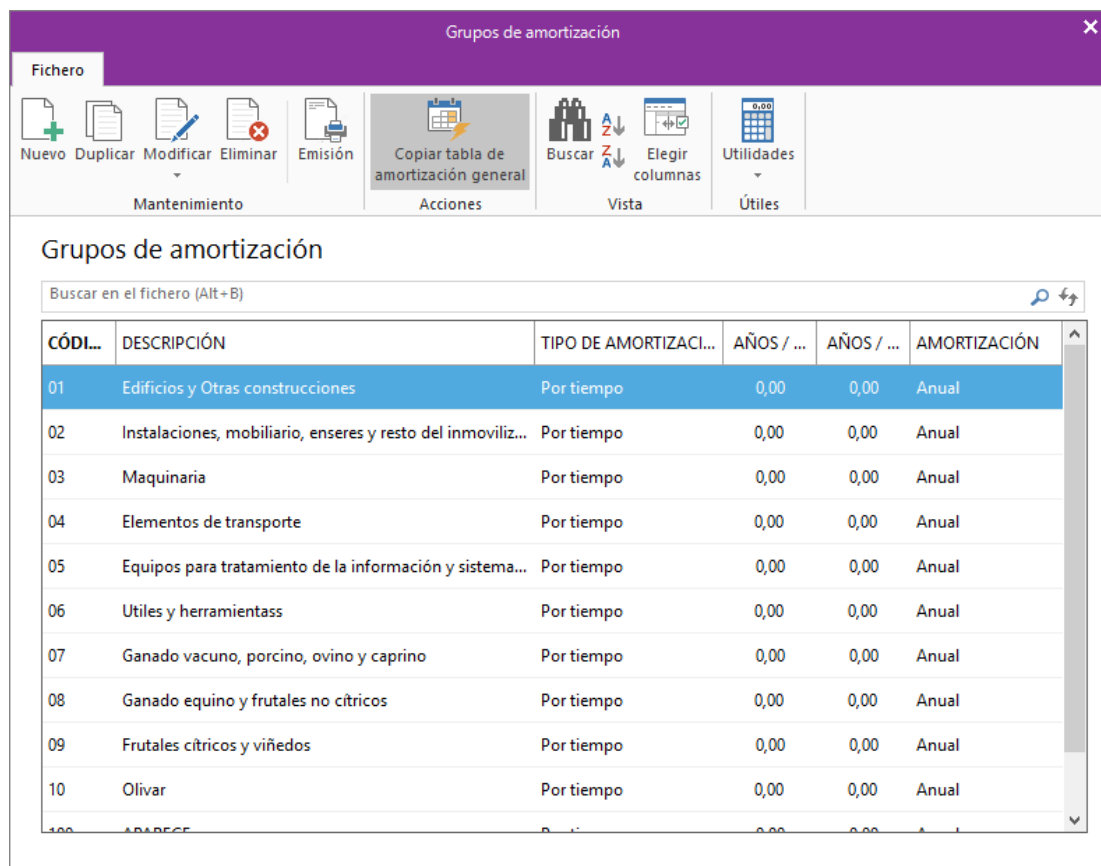 Grupos de amortización
Fichero
Nuevo Duplicar Modificar Eliminar Emisión Copiar tabla de amortización general Buscar Elegir columnas Utilidades
Mantenimiento Acciones Vista Útiles
Grupos de amortización
Buscar en el fichero (Alt+B)
CÓDI... DESCRIPCIÓN TIPO DE AMORTIZACI... AÑOS / ... AÑOS / ... AMORTIZACIÓN
01 Edificios y Otras construcciones Por tiempo 0,00 0,00 Anual
02 Instalaciones, mobiliario, enseres y resto del inmoviliz... Por tiempo 0,00 0,00 Anual
03 Maquinaria Por tiempo 0,00 0,00 Anual
04 Elementos de transporte Por tiempo 0,00 0,00 Anual
05 Equipos para tratamiento de la información y sistema... Por tiempo 0,00 0,00 Anual
06 Utiles y herramientass Por tiempo 0,00 0,00 Anual
07 Ganado vacuno, porcino, ovino y caprino Por tiempo 0,00 0,00 Anual
08 Ganado equino y frutales no cítricos Por tiempo 0,00 0,00 Anual
09 Frutales cítricos y viñedos Por tiempo 0,00 0,00 Anual
10 Olivar Por tiempo 0,00 0,00 Anual